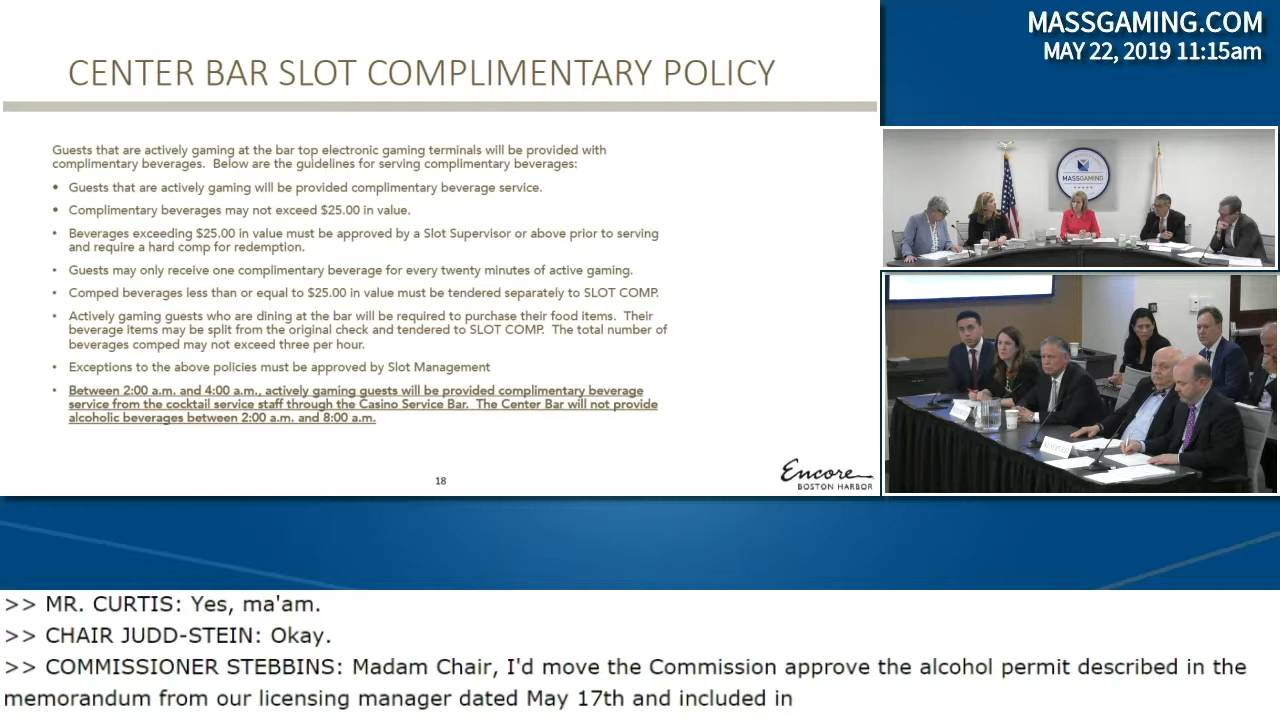 CENTER BAR SLOT COMPLIMENTARY POLICY
Guests that are actively gaming at the bar top electronic gaming terminals will be provided with
complimentary beverages. Below are the guidelines for serving complimentary beverages:
• Guests that are actively gaming will be provided complimentary beverage service.
• Complimentary beverages may not exceed $25.00 in value.
• Beverages exceeding $25.00 in value must be approved by a Slot Supervisor or above prior to serving
and require a hard comp for redemption.
• Guests may only receive one complimentary beverage for every twenty minutes of active gaming.
• Comped beverages less than or equal to $25.00 in value must be tendered separately to SLOT COMP.
• Actively gaming guests who are dining at the bar will be required to purchase their food items. Their
beverage items may be split from the original check and tendered to SLOT COMP. The total number of
beverages comped may not exceed three per hour.
• Exceptions to the above policies must be approved by Slot Management
• Between 2:00 a.m. and 4:00 a.m., actively gaming guests will be provided complimentary beverage
service from the cocktail service staff through the Casino Service Bar. The Center Bar will not provide
alcoholic beverages between 2:00 a.m. and 8:00 a.m.
18
Encore
BOSTON HARBOR
MASSGAMING.COM
MAY 22, 2019 11:15am
MASSGAMING
>> MR. CURTIS: Yes, ma'am.
>> CHAIR JUDD-STEIN: Okay.
>> COMMISSIONER STEBBINS: Madam Chair, I'd move the Commission approve the alcohol permit described in the
memorandum from our licensing manager dated May 17th and included in